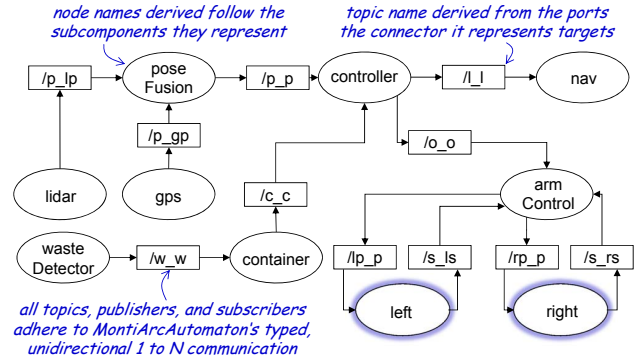 node names derived follow the
subcomponents they represent
topic name derived from the ports
the connector it represents targets
/p_lp
pose
Fusion
/p_p
controller
/l_l
nav
/p_gp
/o_o
lidar
gps
/c_c
arm
Control
waste
Detector
/w_w
container
/lp_p
/s_ls
/rp_p
/s_rs
left
right
all topics, publishers, and subscribers
adhere to MontiArcAutomaton's typed,
unidirectional 1 to N communication